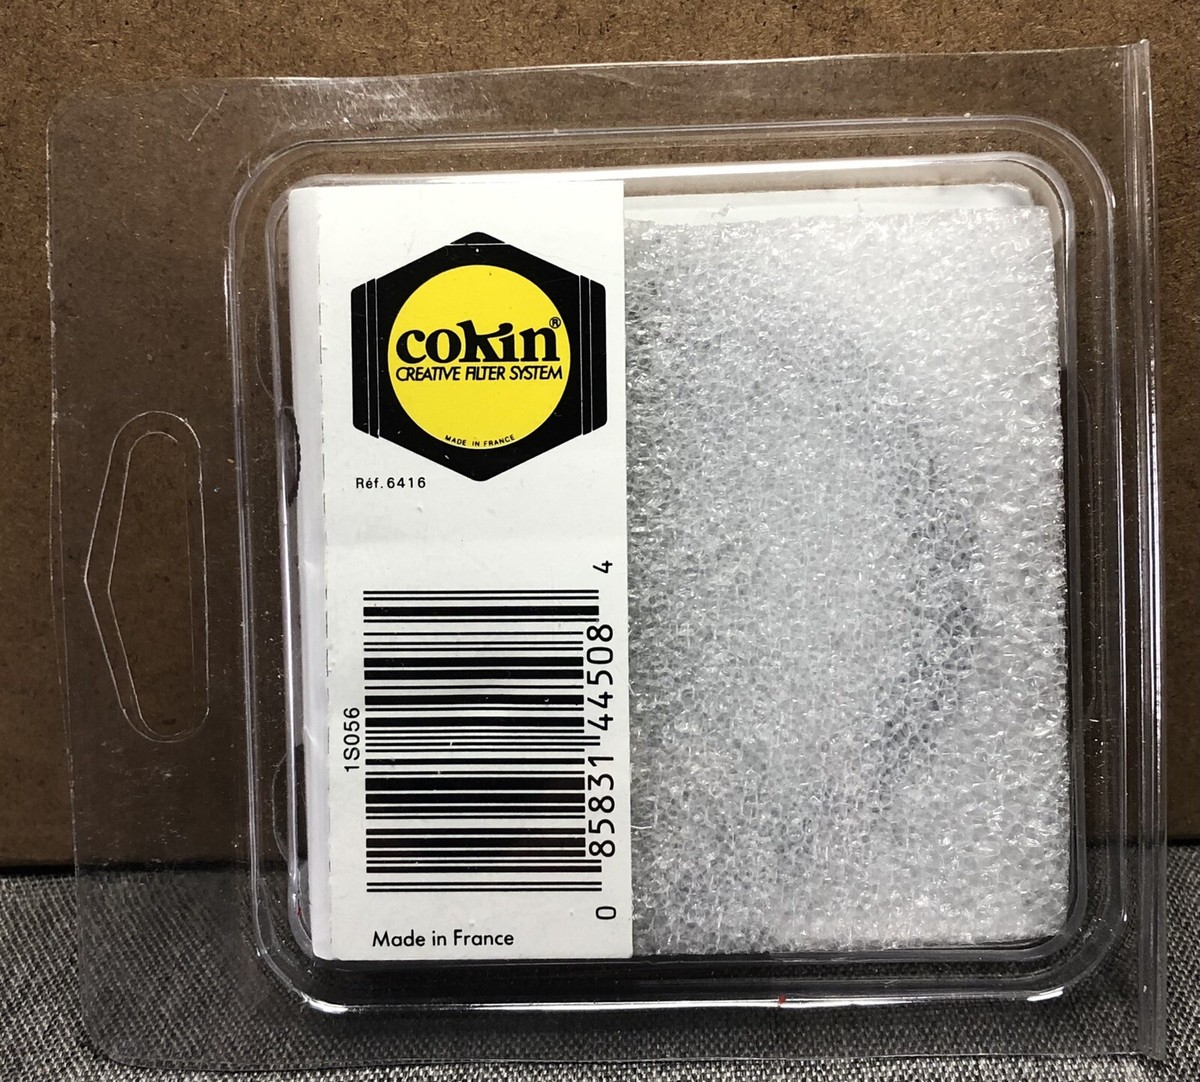 cokin®
CREATIVE FILTER SYSTEM
MADE IN FRANCE
Réf. 6416
1S056
0 85831 44508 4
Made in France